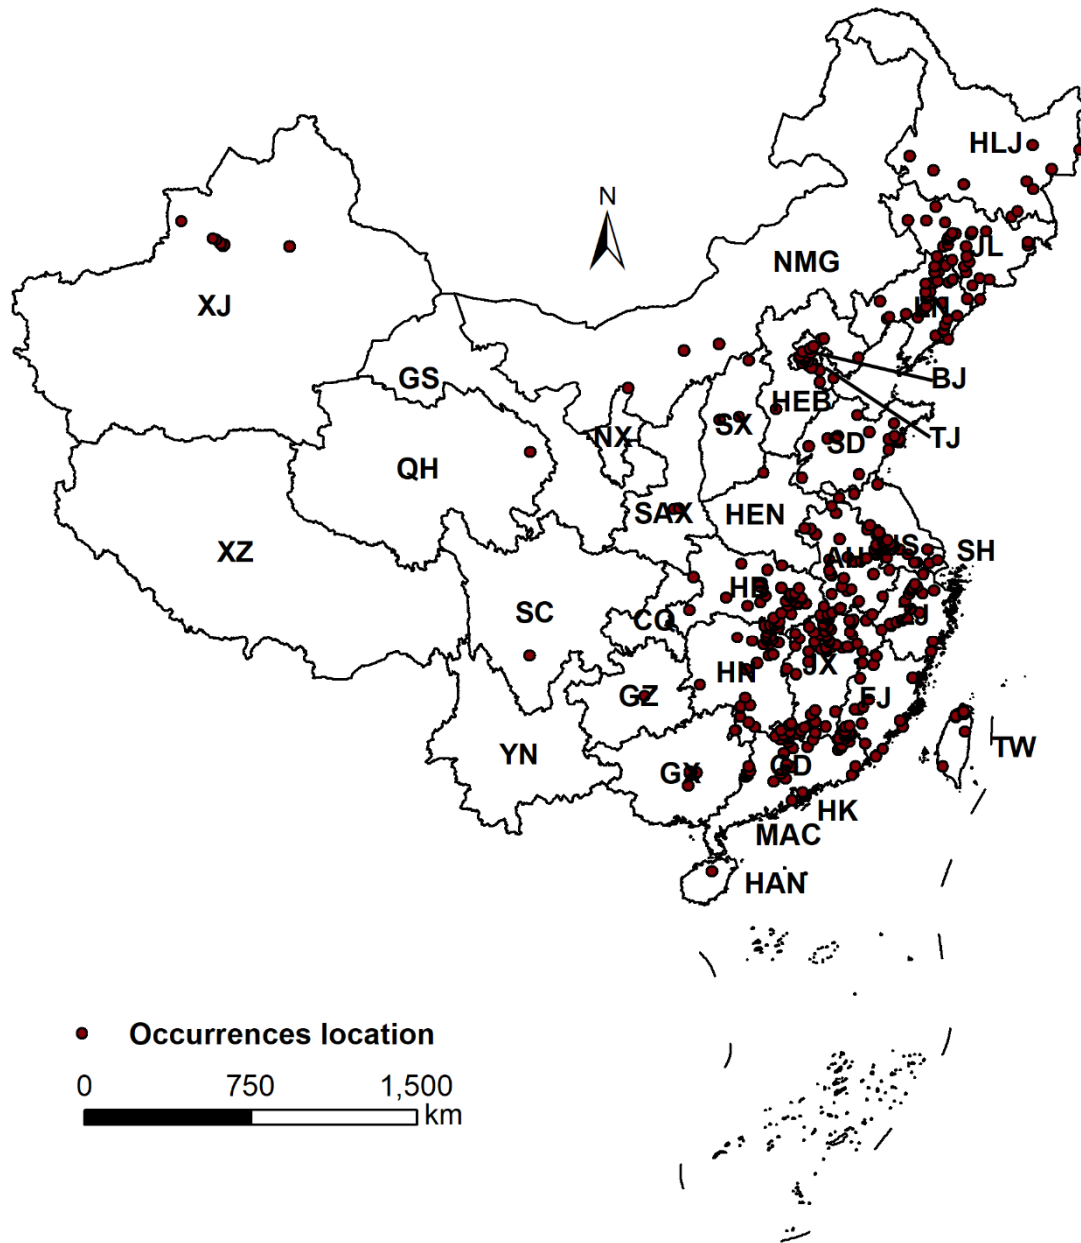 HLJ
N
JL
NMG
XJ
LN
GS
BJ
HEB
SX
NX
SD
TJ
QH
SAX
HEN
JS
SH
AH
XZ
HB
SC
CQ
ZJ
HN
JX
GZ
FJ
YN
TW
GX
GD
HK
MAC
HAN
Occurrences location
0 750 1,500
km